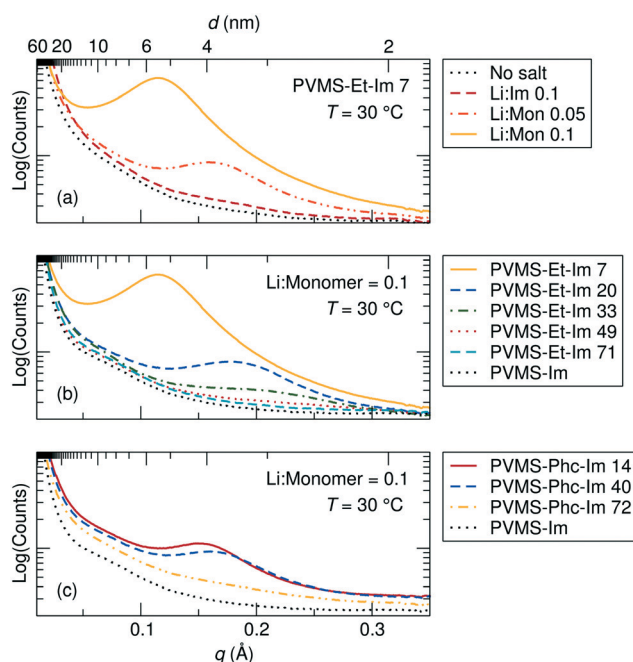 d (nm)
60 20 10 6 4 2
Log(Counts)
PVMS-Et-Im 7
T = 30 °C
(a)
No salt
Li:Im 0.1
Li:Mon 0.05
Li:Mon 0.1
Log(Counts)
Li:Monomer = 0.1
T = 30 °C
(b)
PVMS-Et-Im 7
PVMS-Et-Im 20
PVMS-Et-Im 33
PVMS-Et-Im 49
PVMS-Et-Im 71
PVMS-Im
Log(Counts)
Li:Monomer = 0.1
T = 30 °C
(c)
PVMS-Phc-Im 14
PVMS-Phc-Im 40
PVMS-Phc-Im 72
PVMS-Im
0.1 0.2 0.3
q (Å)